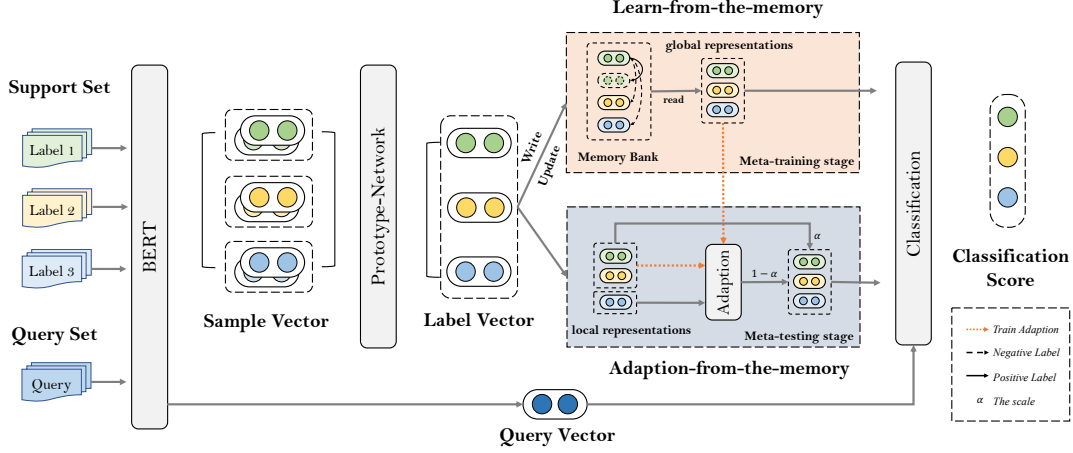 Learn-from-the-memory
Support Set
Label 1
Label 2
Label 3
Query Set
Query
BERT
Sample Vector
Prototype-Network
Label Vector
Write
Update
global representations
read
Memory Bank
Meta-training stage
α
Adaption
1 − α
local representations
Meta-testing stage
Adaption-from-the-memory
Query Vector
Classification
Classification
Score
Train Adaption
Negative Label
Positive Label
α The scale